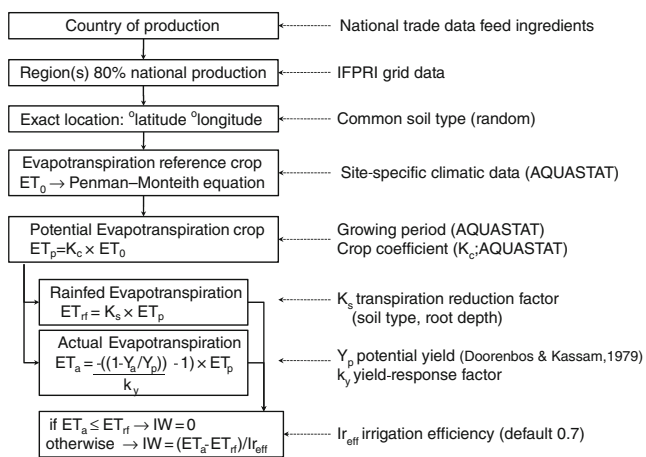 Country of production
National trade data feed ingredients
Region(s) 80% national production
IFPRI grid data
Exact location: °latitude °longitude
Common soil type (random)
Evapotranspiration reference crop
ET0 → Penman–Monteith equation
Site-specific climatic data (AQUASTAT)
Potential Evapotranspiration crop
ETp=Kc × ET0
Growing period (AQUASTAT)
Crop coefficient (Kc;AQUASTAT)
Rainfed Evapotranspiration
ETrf = Ks × ETp
Ks transpiration reduction factor
(soil type, root depth)
Actual Evapotranspiration
ETa = -((1-Ya/Yp)) - 1) × ETp
ky
Yp potential yield (Doorenbos & Kassam,1979)
ky yield-response factor
if ETa ≤ ETrf → IW = 0
otherwise → IW = (ETa-ETrf)/Ireff
Ireff irrigation efficiency (default 0.7)